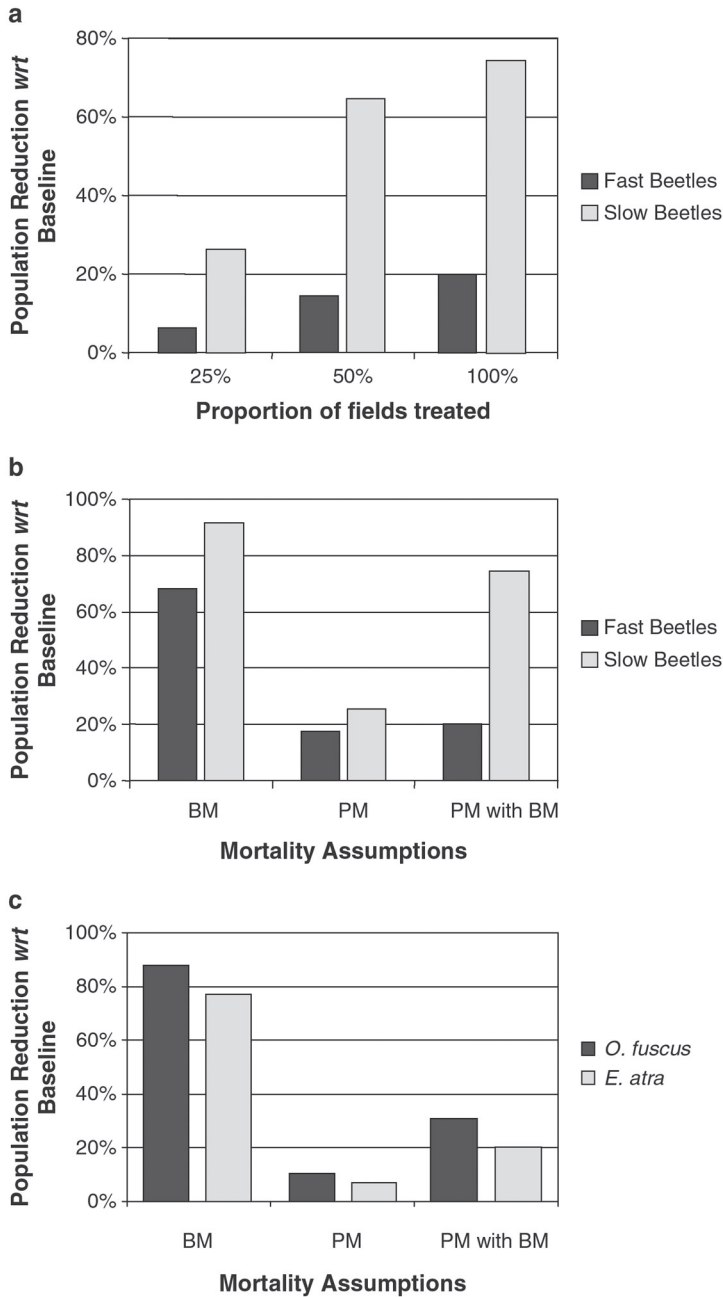 a
Population Reduction wrt
Baseline
80%
60%
40%
20%
0%
25% 50% 100%
Proportion of fields treated
Fast Beetles
Slow Beetles
b
Population Reduction wrt
Baseline
100%
80%
60%
40%
20%
0%
BM PM PM with BM
Mortality Assumptions
Fast Beetles
Slow Beetles
c
Population Reduction wrt
Baseline
100%
80%
60%
40%
20%
0%
BM PM PM with BM
Mortality Assumptions
O. fuscus
E. atra